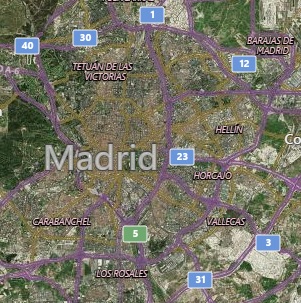 1
30
40
BARAJAS DE
MADRID
12
TETUÁN DE LAS
VICTORIAS
HELLÍN
Madrid
23
HORCAJO
CARABANCHEL
VALLECAS
5
3
LOS ROSALES
31